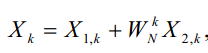 X_k = X_{1,k} + W_N^k X_{2,k},